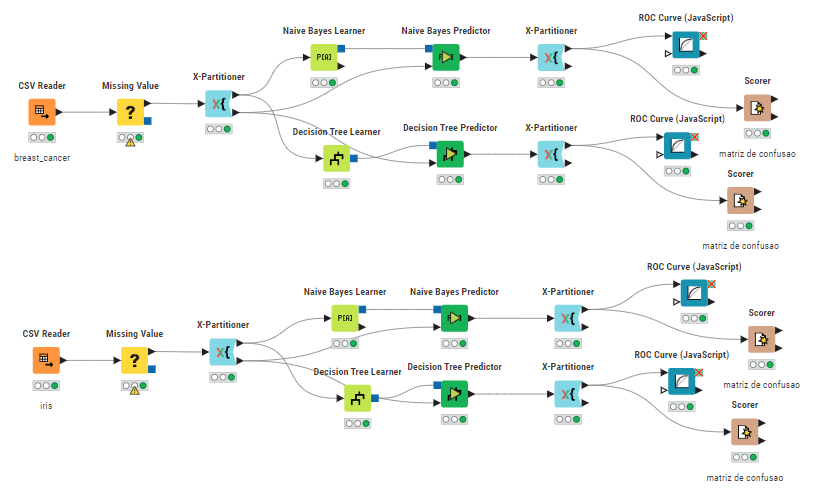 ROC Curve (JavaScript)
Naive Bayes Learner
Naive Bayes Predictor
X-Partitioner
P[A]
CSV Reader
Missing Value
X-Partitioner
?
X{
X{
Scorer
breast_cancer
Decision Tree Learner
Decision Tree Predictor
X-Partitioner
ROC Curve (JavaScript)
matriz de confusao
X{
Scorer
matriz de confusao
ROC Curve (JavaScript)
Naive Bayes Learner
Naive Bayes Predictor
X-Partitioner
P[A]
X{
Scorer
CSV Reader
Missing Value
X-Partitioner
?
X{
iris
Decision Tree Learner
Decision Tree Predictor
X-Partitioner
ROC Curve (JavaScript)
matriz de confusao
X{
Scorer
matriz de confusao